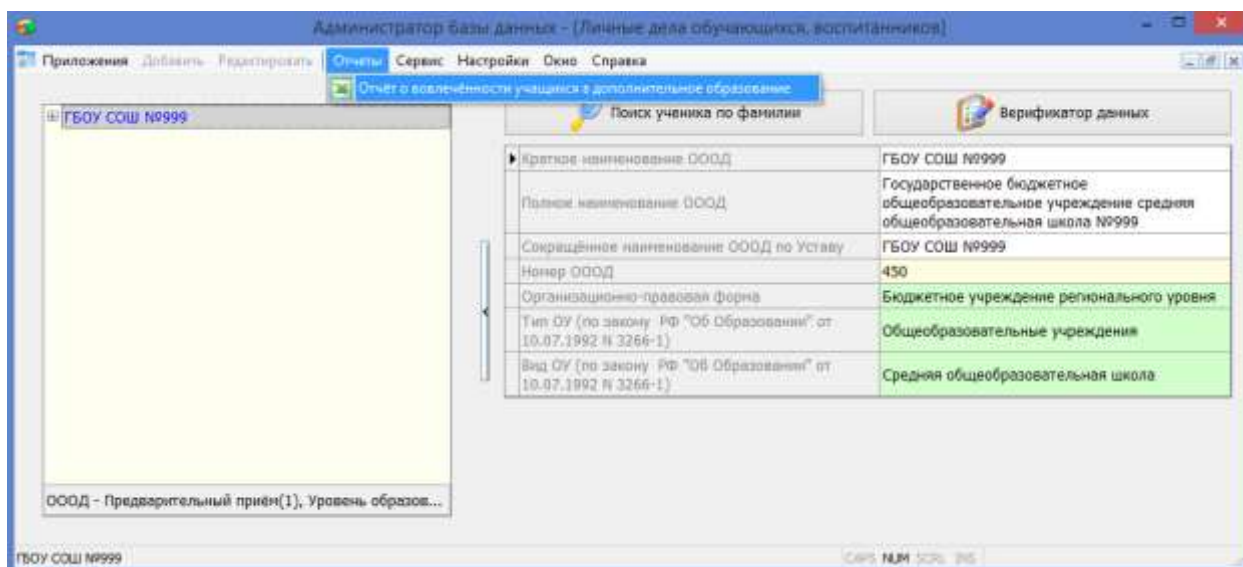 Администратор базы данных - [Личные дела обучающихся, воспитанников]
Приложения Добавить Редактировать Отчеты Сервис Настройки Окно Справка
Отчет о вовлечённости учащихся в дополнительное образование
ГБОУ СОШ №999
Поиск ученика по фамилии
Верификатор данных
Краткое наименование ОООД
ГБОУ СОШ №999
Полное наименование ОООД
Государственное бюджетное
общеобразовательное учреждение средняя
общеобразовательная школа №999
Сокращённое наименование ОООД по Уставу
ГБОУ СОШ №999
Номер ОООД
450
Организационно-правовая форма
Бюджетное учреждение регионального уровня
Тип ОУ (по закону РФ "Об Образовании" от
10.07.1992 N 3266-1)
Общеобразовательные учреждения
Вид ОУ (по закону РФ "Об Образовании" от
10.07.1992 N 3266-1)
Средняя общеобразовательная школа
ОООД - Предварительный приём(1), Уровень образов...
ГБОУ СОШ №999
CAPS NUM SCRL INS